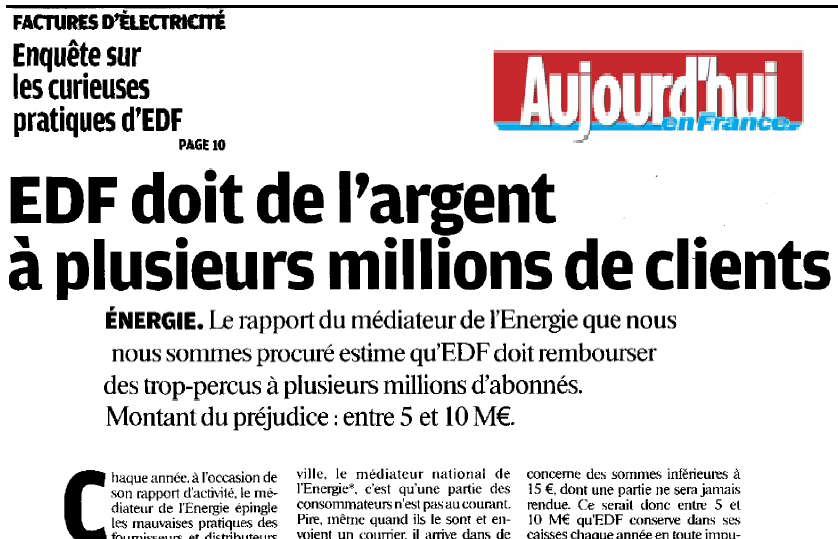 FACTURES D'ÉLECTRICITÉ
Enquête sur
les curieuses
pratiques d'EDF
PAGE 10
Aujourd'hui
en France
EDF doit de l'argent
à plusieurs millions de clients
ÉNERGIE. Le rapport du médiateur de l'Energie que nous
nous sommes procuré estime qu'EDF doit rembourser
des trop-percus à plusieurs millions d'abonnés.
Montant du préjudice : entre 5 et 10 M€.
Chaque année, à l'occasion de
son rapport d'activité, le mé-
diateur de l'Energie épingle
les mauvaises pratiques des
fournisseurs et distributeurs
ville, le médiateur national de
l'Energie*, c'est qu'une partie des
consommateurs n'est pas au courant.
Pire, même quand ils le sont et en-
voient un courrier, il arrive dans de
concerne des sommes inférieures à
15 €, dont une partie ne sera jamais
rendue. Ce serait donc entre 5 et
10 M€ qu'EDF conserve dans ses
caisses chaque année en toute impu-